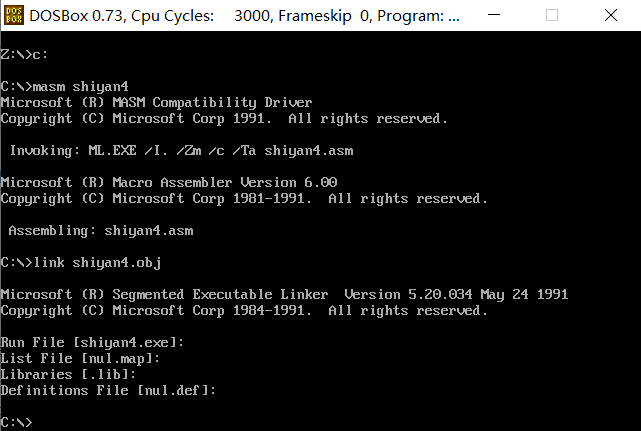 DOSBox 0.73, Cpu Cycles: 3000, Frameskip 0, Program: ...
Z:\>c:
C:\>masm shiyan4
Microsoft (R) MASM Compatibility Driver
Copyright (C) Microsoft Corp 1991. All rights reserved.
Invoking: ML.EXE /I. /Zm /c /Ta shiyan4.asm
Microsoft (R) Macro Assembler Version 6.00
Copyright (C) Microsoft Corp 1981-1991. All rights reserved.
Assembling: shiyan4.asm
C:\>link shiyan4.obj
Microsoft (R) Segmented Executable Linker Version 5.20.034 May 24 1991
Copyright (C) Microsoft Corp 1984-1991. All rights reserved.
Run File [shiyan4.exe]:
List File [nul.map]:
Libraries [.lib]:
Definitions File [nul.def]:
C:\>